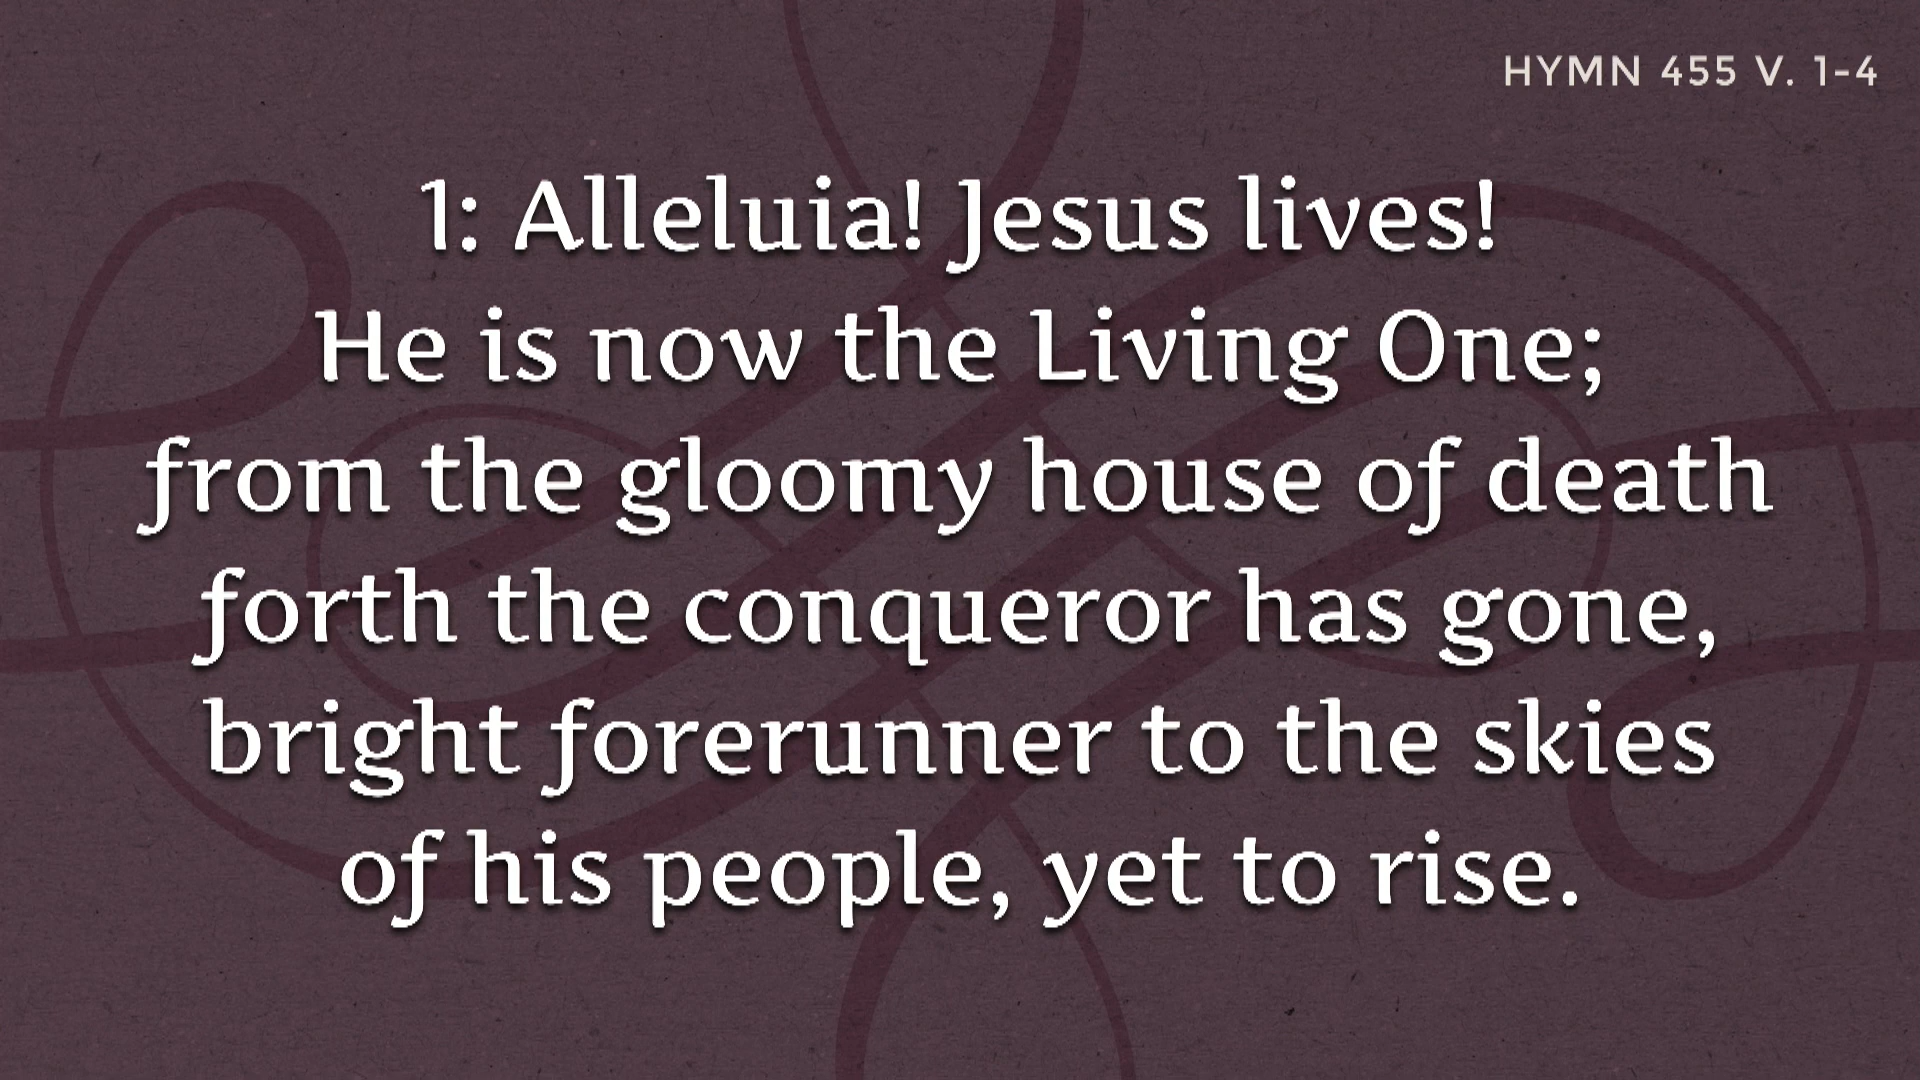 HYMN 455 V. 1-4
1: Alleluia! Jesus lives!
He is now the Living One;
from the gloomy house of death
forth the conqueror has gone,
bright forerunner to the skies
of his people, yet to rise.